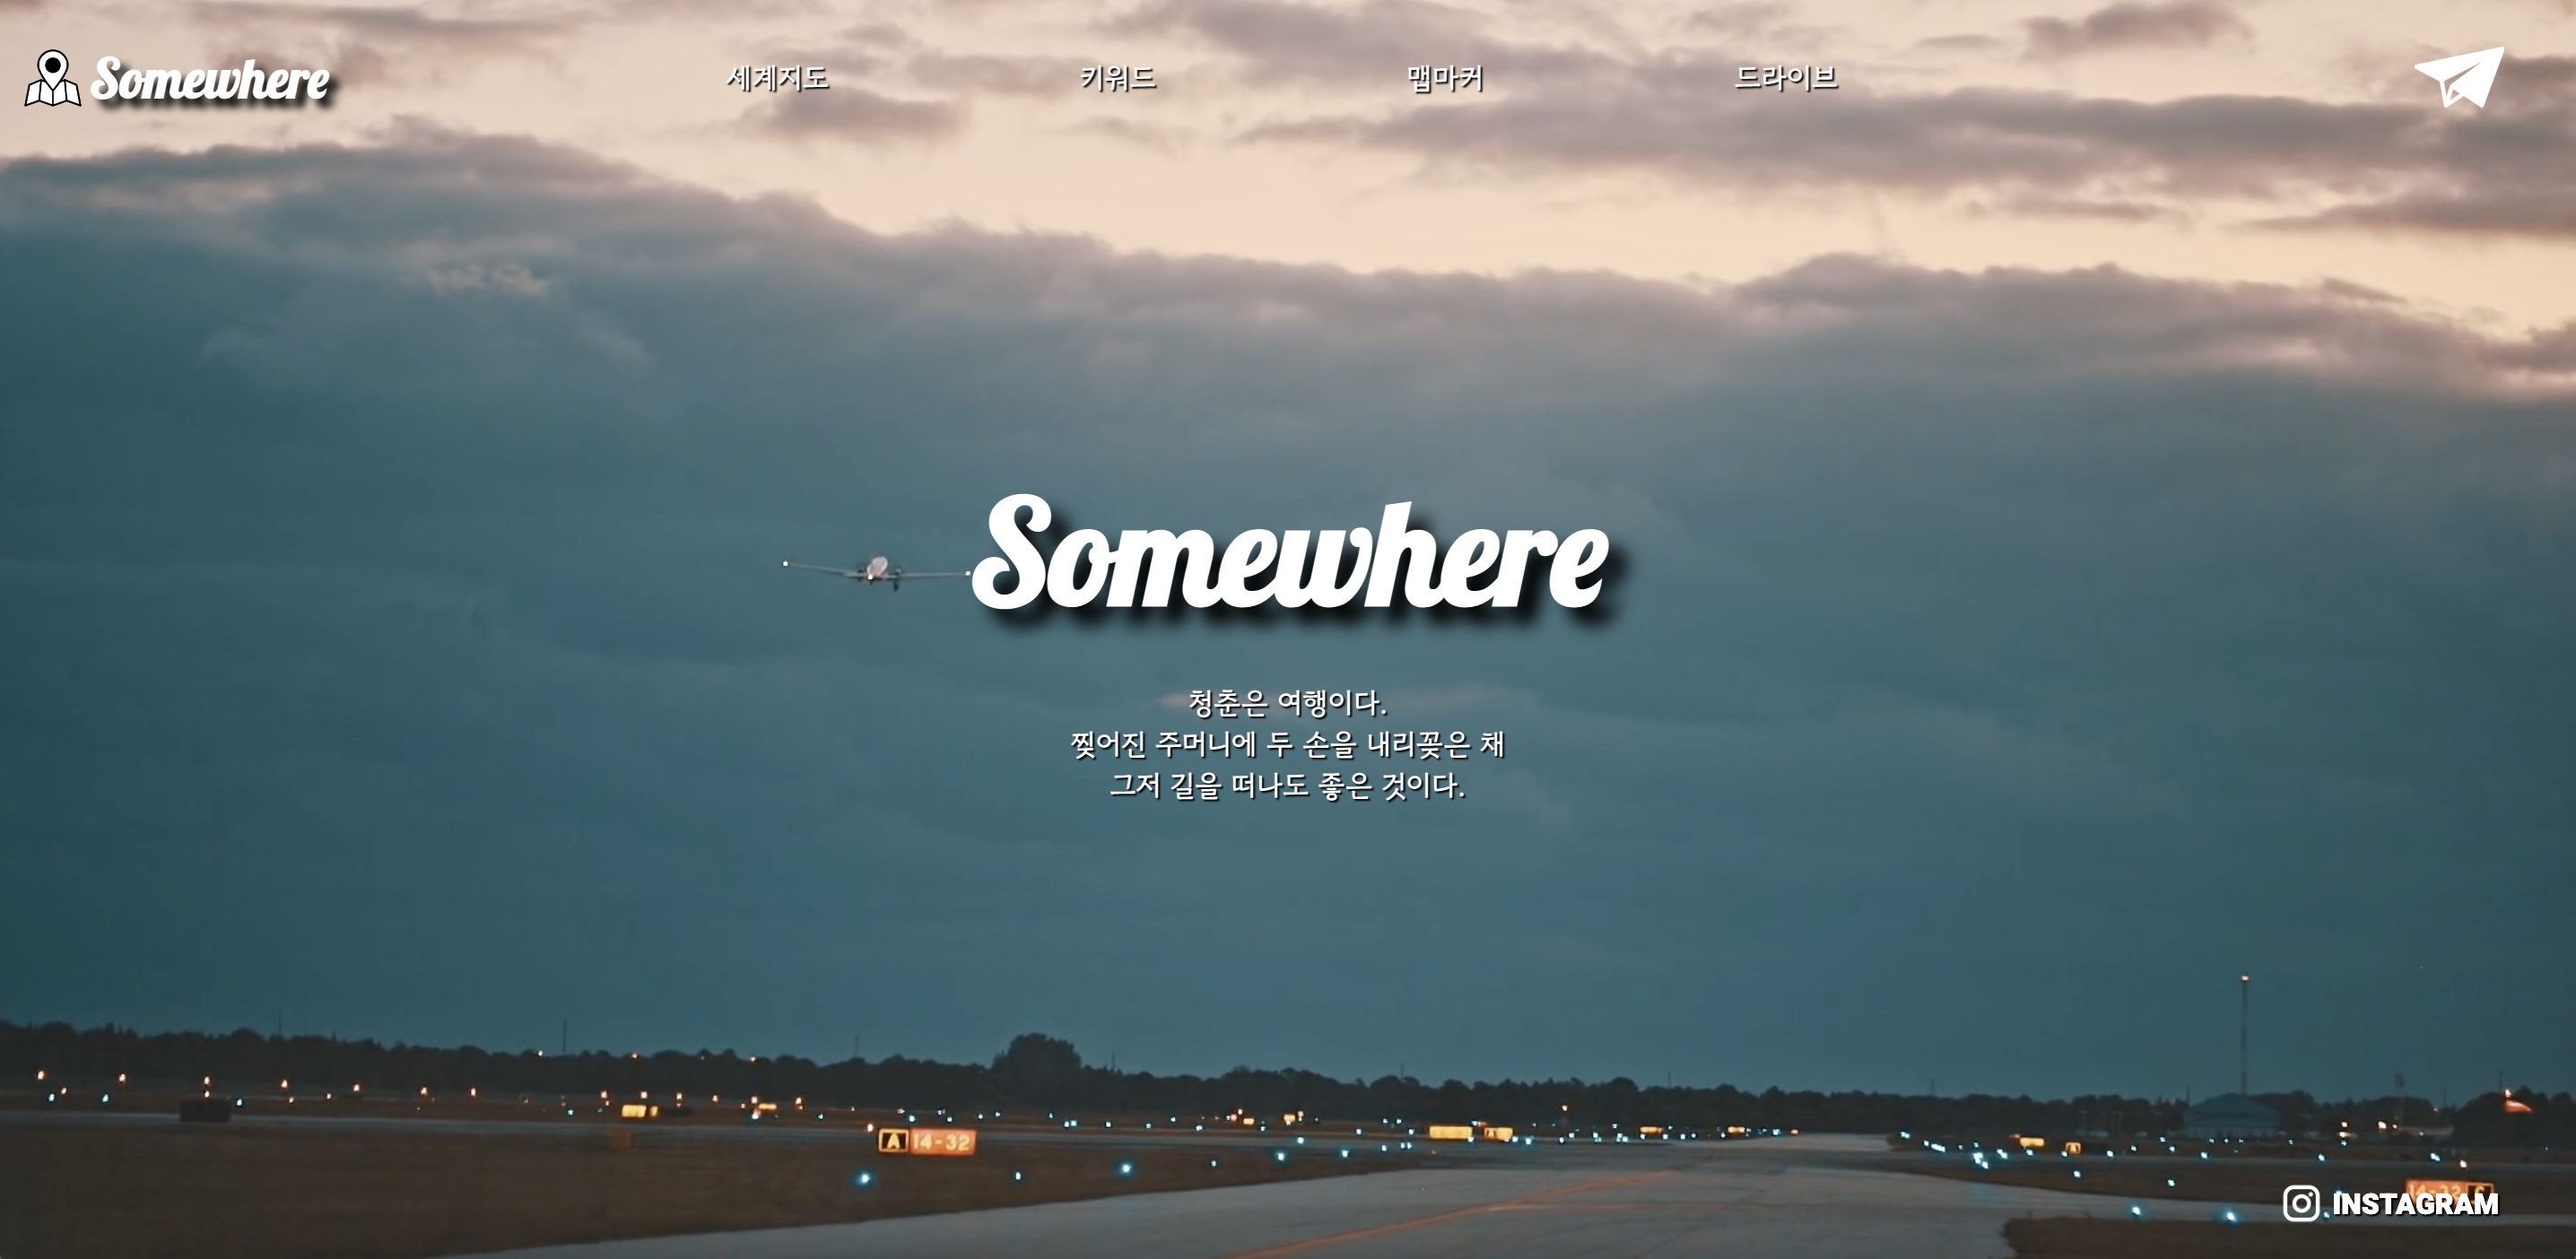 Somewhere
세계지도
키워드
맵마커
드라이브
Somewhere
청춘은 여행이다.
찢어진 주머니에 두 손을 내리꽂은 채
그저 길을 떠나도 좋은 것이다.
A 14-32
INSTAGRAM